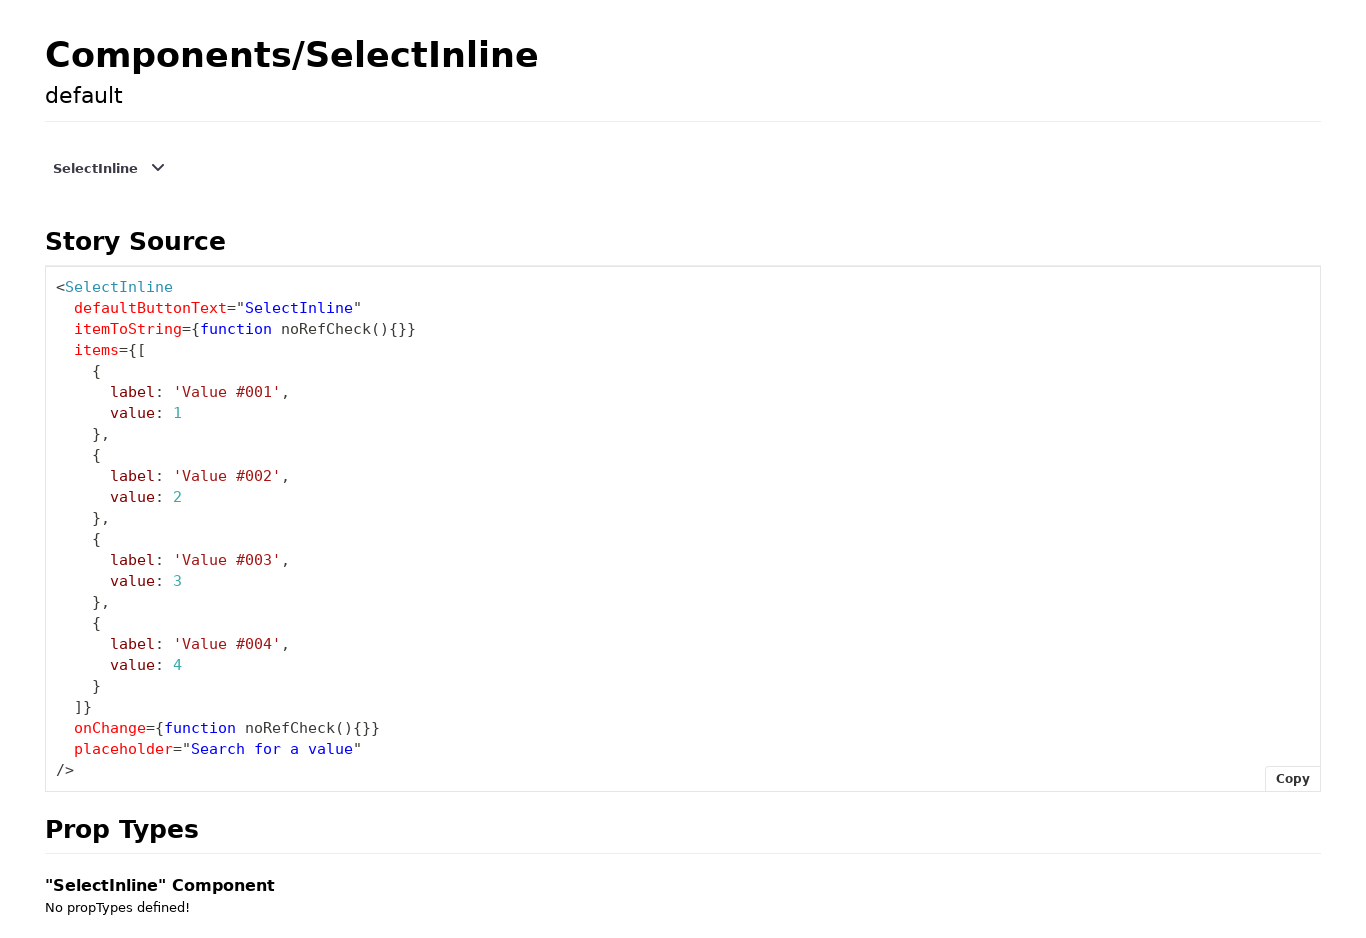 Components/SelectInline
default
SelectInline
Story Source
<SelectInline
  defaultButtonText="SelectInline"
  itemToString={function noRefCheck(){}}
  items={[
    {
      label: 'Value #001',
      value: 1
    },
    {
      label: 'Value #002',
      value: 2
    },
    {
      label: 'Value #003',
      value: 3
    },
    {
      label: 'Value #004',
      value: 4
    }
  ]}
  onChange={function noRefCheck(){}}
  placeholder="Search for a value"
/>
Copy
Prop Types
"SelectInline" Component
No propTypes defined!